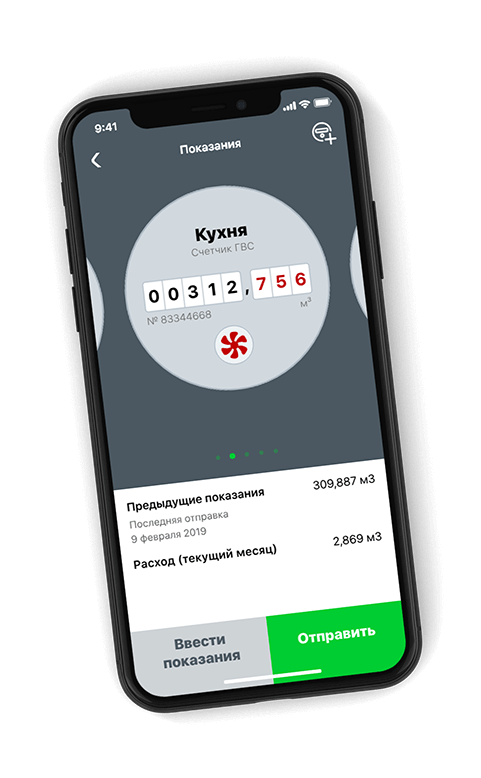 9:41
Показания
Кухня
Счетчик ГВС
00312,756
№ 83344668
м³
Предыдущие показания
309,887 м3
Последняя отправка
9 февраля 2019
Расход (текущий месяц)
2,869 м3
Ввести
показания
Отправить